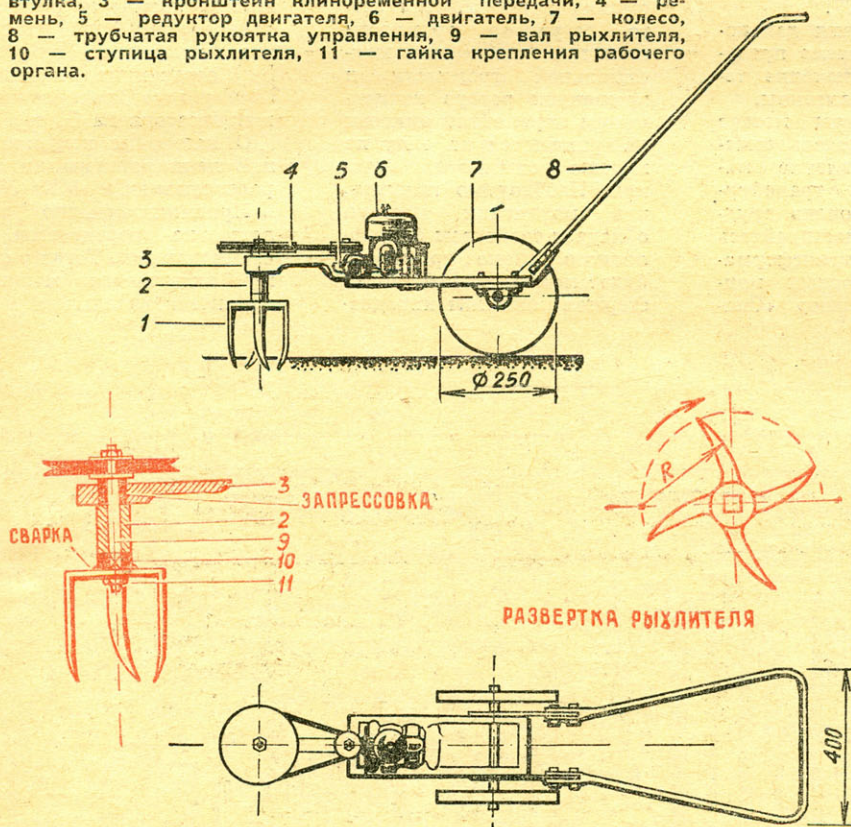 втулка, 3 — кронштейн клиноременной передачи, 4 — ре-
мень, 5 — редуктор двигателя, 6 — двигатель, 7 — колесо,
8 — трубчатая рукоятка управления, 9 — вал рыхлителя,
10 — ступица рыхлителя, 11 — гайка крепления рабочего
органа.
4 5 6 7 8
3
2
1
Ф 250
R
3
ЗАПРЕССОВКА
2
СВАРКА 9
10
11
РАЗВЕРТКА РЫХЛИТЕЛЯ
400